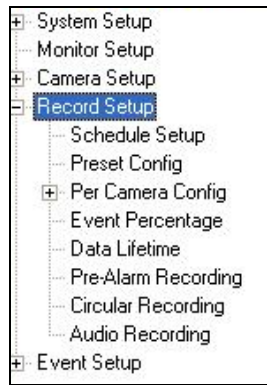 System Setup
Monitor Setup
Camera Setup
Record Setup
Schedule Setup
Preset Config
Per Camera Config
Event Percentage
Data Lifetime
Pre-Alarm Recording
Circular Recording
Audio Recording
Event Setup